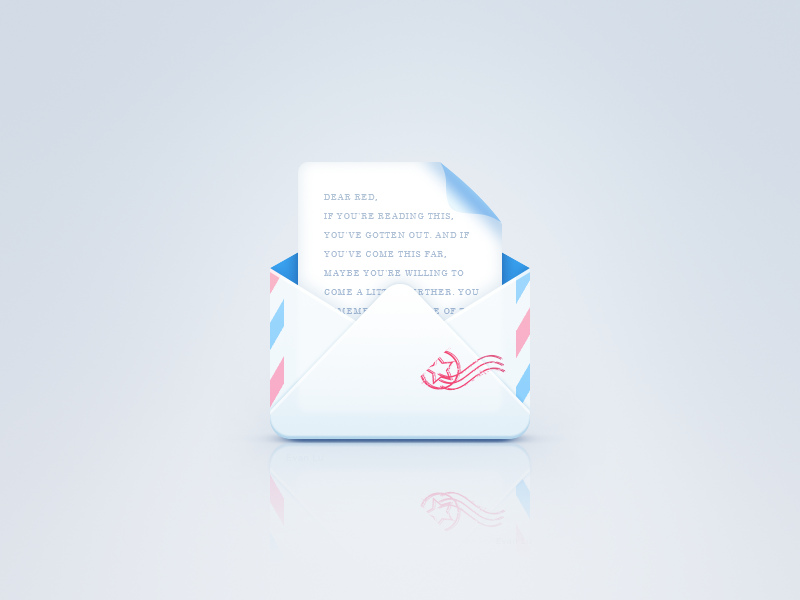 DEAR RED,
IF YOU'RE READING THIS,
YOU'VE GOTTEN OUT. AND IF
YOU'VE COME THIS FAR,
MAYBE YOU'RE WILLING TO
COME A YOU
OF